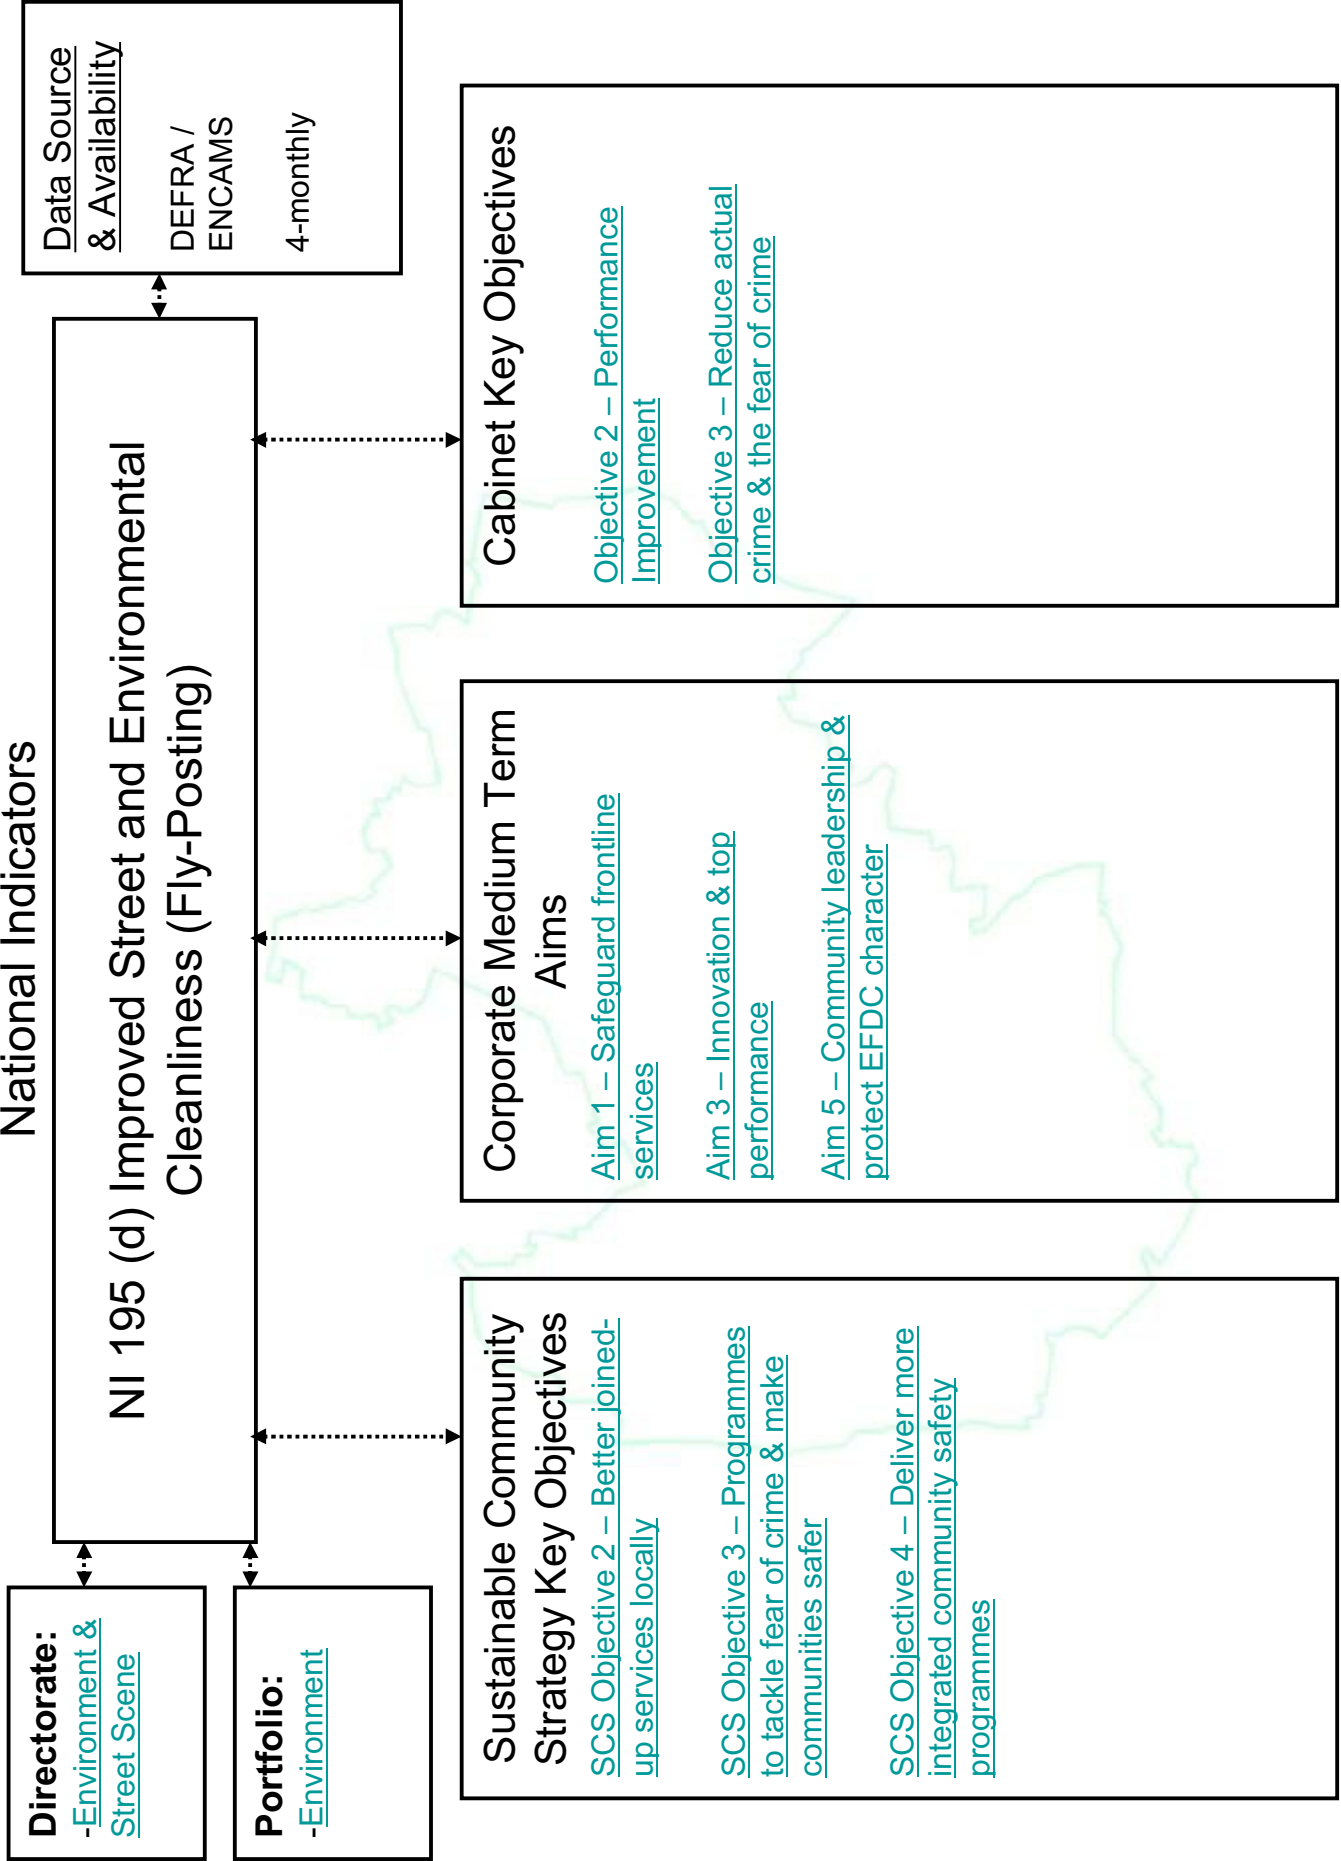 National Indicators
Directorate:
-Environment &
Street Scene
Portfolio:
-Environment
NI 195 (d) Improved Street and Environmental
Cleanliness (Fly-Posting)
Data Source
& Availability
DEFRA /
ENCAMS
4-monthly
Sustainable Community
Strategy Key Objectives
SCS Objective 2 – Better joined-
up services locally
SCS Objective 3 – Programmes
to tackle fear of crime & make
communities safer
SCS Objective 4 – Deliver more
integrated community safety
programmes
Corporate Medium Term
Aims
Aim 1 – Safeguard frontline
services
Aim 3 – Innovation & top
performance
Aim 5 – Community leadership &
protect EFDC character
Cabinet Key Objectives
Objective 2 – Performance
Improvement
Objective 3 – Reduce actual
crime & the fear of crime